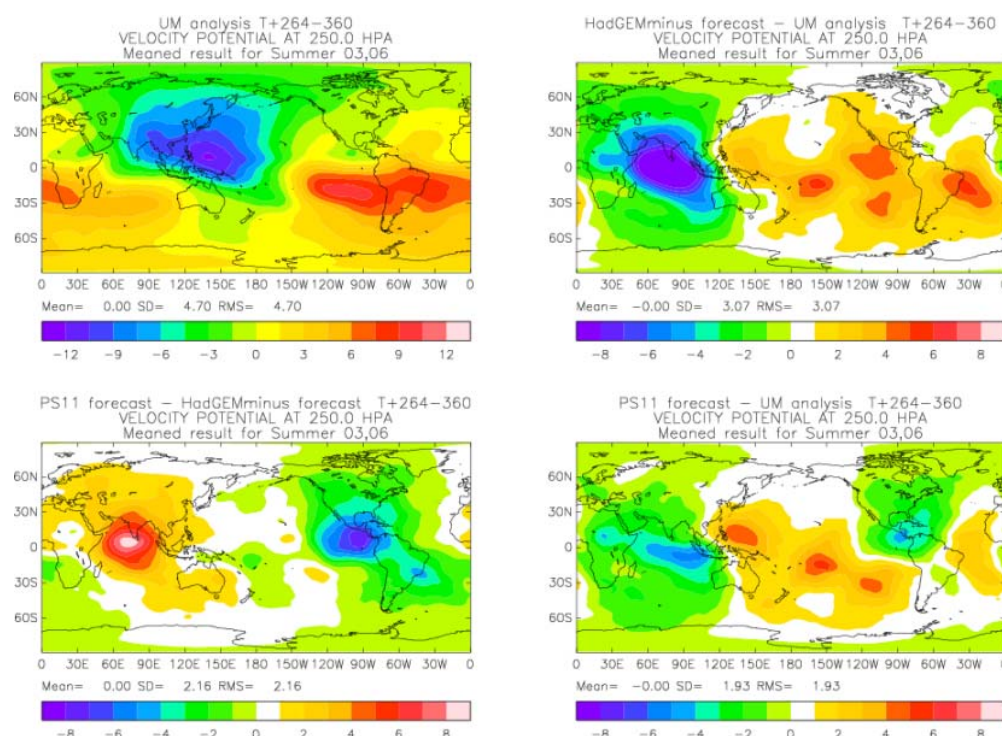 UM analysis T+264-360
VELOCITY POTENTIAL AT 250.0 HPA
Meaned result for Summer 03,06
60N
30N
0
30S
60S
0 30E 60E 90E 120E 150E 180 150W 120W 90W 60W 30W 0
Mean= 0.00 SD= 4.70 RMS= 4.70
-12 -9 -6 -3 0 3 6 9 12
HadGEMminus forecast - UM analysis T+264-360
VELOCITY POTENTIAL AT 250.0 HPA
Meaned result for Summer 03,06
60N
30N
0
30S
60S
0 30E 60E 90E 120E 150E 180 150W 120W 90W 60W 30W 0
Mean= -0.00 SD= 3.07 RMS= 3.07
-8 -6 -4 -2 0 2 4 6 8
PS11 forecast - HadGEMminus forecast T+264-360
VELOCITY POTENTIAL AT 250.0 HPA
Meaned result for Summer 03,06
60N
30N
0
30S
60S
0 30E 60E 90E 120E 150E 180 150W 120W 90W 60W 30W 0
Mean= 0.00 SD= 2.16 RMS= 2.16
-8 -6 -4 -2 0 2 4 6 8
PS11 forecast - UM analysis T+264-360
VELOCITY POTENTIAL AT 250.0 HPA
Meaned result for Summer 03,06
60N
30N
0
30S
60S
0 30E 60E 90E 120E 150E 180 150W 120W 90W 60W 30W 0
Mean= -0.00 SD= 1.93 RMS= 1.93
-8 -6 -4 -2 0 2 4 6 8